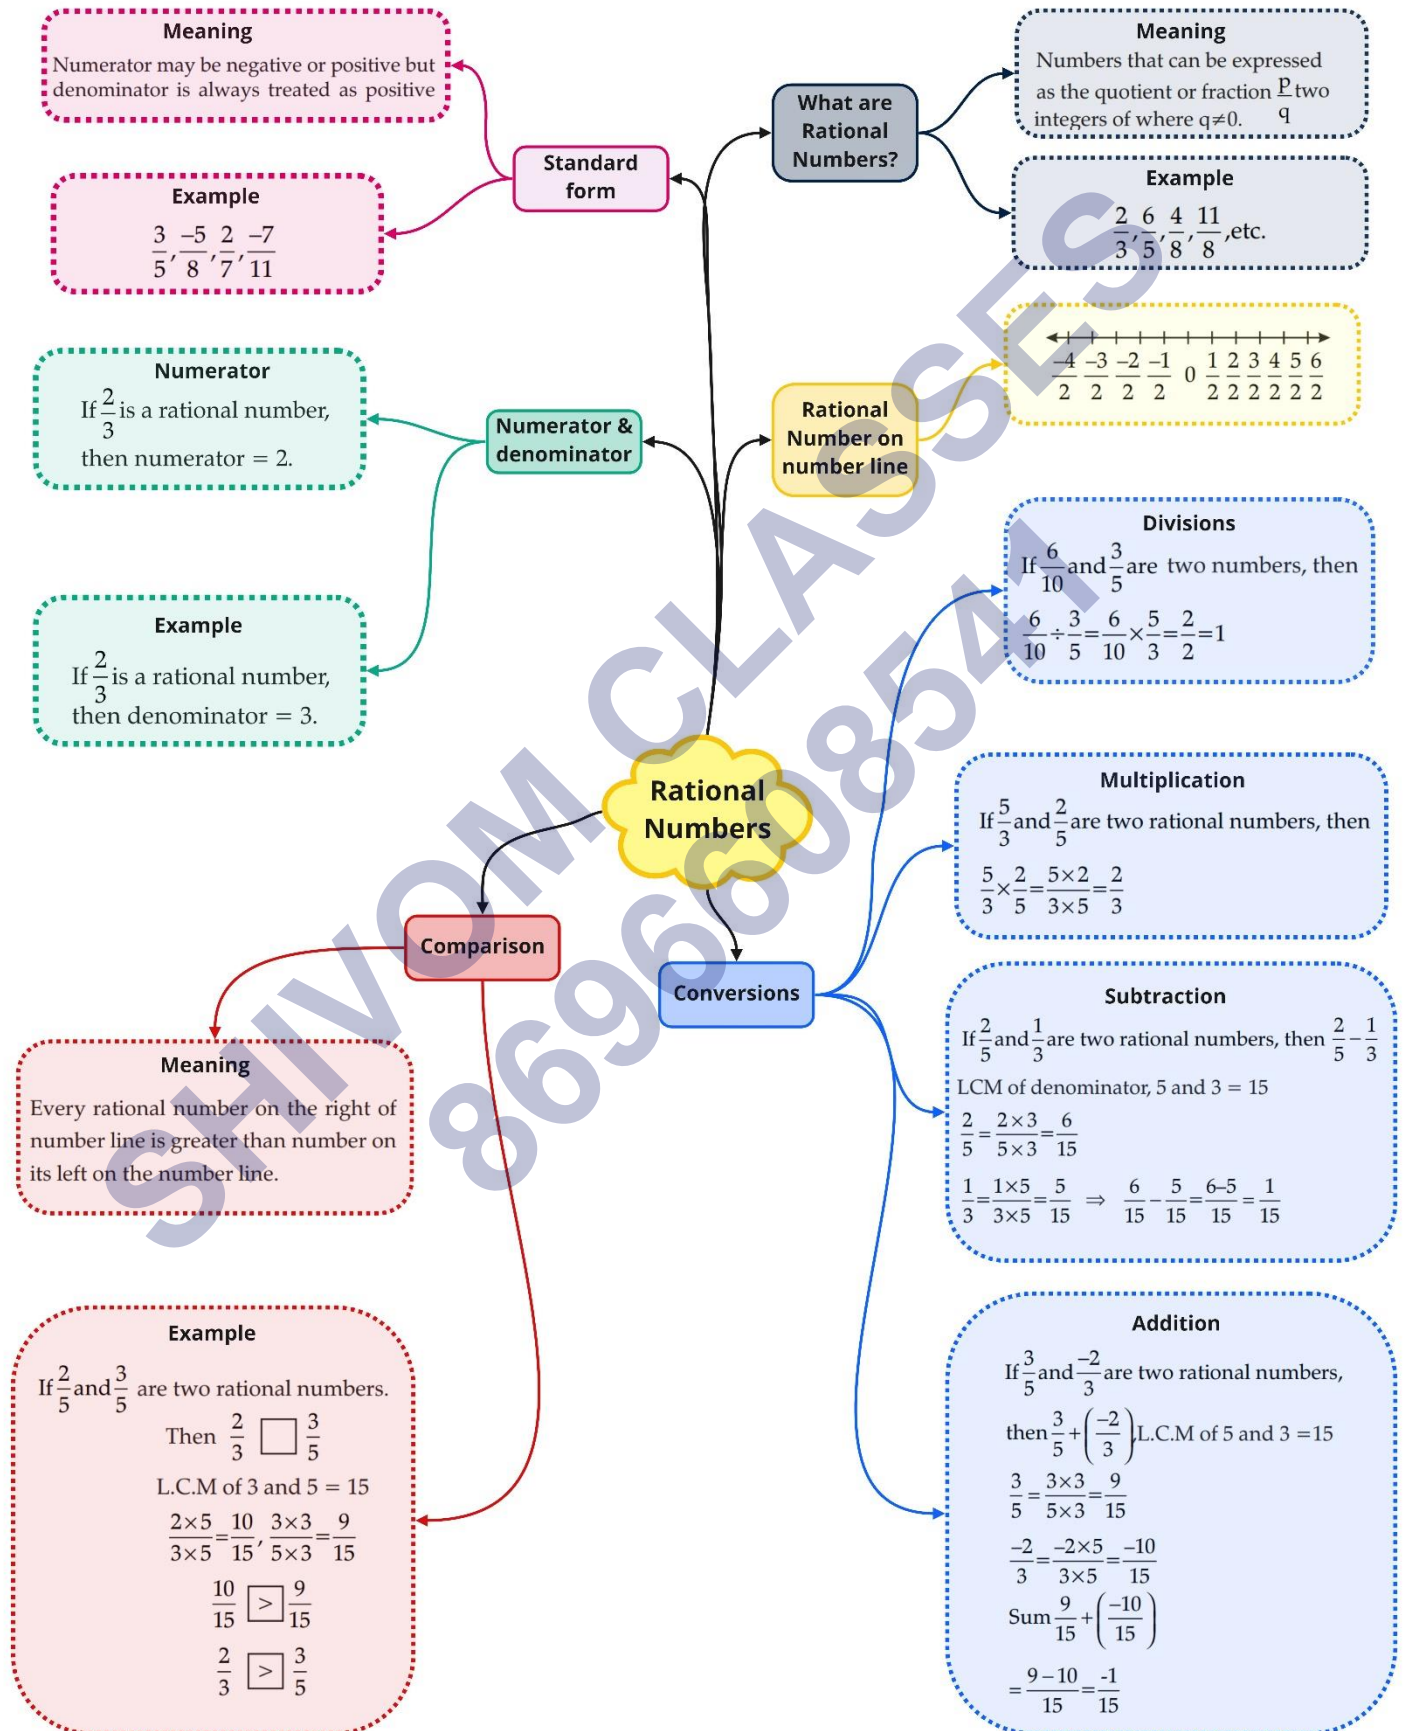 Meaning
Numerator may be negative or positive but
denominator is always treated as positive
Example
3/5, –5/8, 2/7, –7/11
Standard
form
What are
Rational
Numbers?
Meaning
Numbers that can be expressed
as the quotient or fraction p/q two
integers of where q≠0.
Example
2/3, 6/5, 4/8, 11/8, etc.
Numerator
If 2/3 is a rational number,
then numerator = 2.
Numerator &
denominator
Example
If 2/3 is a rational number,
then denominator = 3.
Rational
Number on
number line
–4/2 –3/2 –2/2 –1/2 0 1/2 2/2 3/2 4/2 5/2 6/2
Rational
Numbers
Divisions
If 6/10 and 3/5 are two numbers, then
6/10 ÷ 3/5 = 6/10 × 5/3 = 2/2 = 1
Multiplication
If 5/3 and 2/5 are two rational numbers, then
5/3 × 2/5 = 5×2/3×5 = 2/3
Comparison
Conversions
Meaning
Every rational number on the right of
number line is greater than number on
its left on the number line.
Subtraction
If 2/5 and 1/3 are two rational numbers, then 2/5 – 1/3
LCM of denominator, 5 and 3 = 15
2/5 = 2×3/5×3 = 6/15
1/3 = 1×5/3×5 = 5/15 ⇒ 6/15 – 5/15 = 6–5/15 = 1/15
Example
If 2/5 and 3/5 are two rational numbers.
Then 2/3 □ 3/5
L.C.M of 3 and 5 = 15
2×5/3×5 = 10/15, 3×3/5×3 = 9/15
10/15 > 9/15
2/3 > 3/5
Addition
If 3/5 and –2/3 are two rational numbers,
then 3/5 + (–2/3), L.C.M of 5 and 3 = 15
3/5 = 3×3/5×3 = 9/15
–2/3 = –2×5/3×5 = –10/15
Sum 9/15 + (–10/15)
= 9–10/15 = -1/15
SHIVOM CLASSES
8696608541